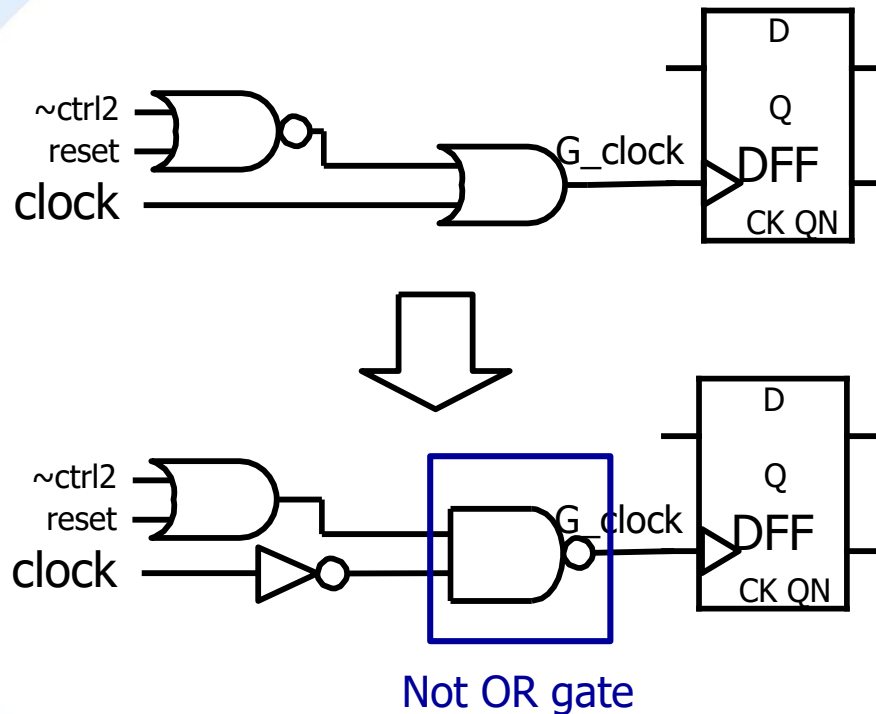 D
~ctrl2
Q
reset
G_clock
DFF
clock
CK QN
D
~ctrl2
Q
reset
G_clock
DFF
clock
CK QN
Not OR gate